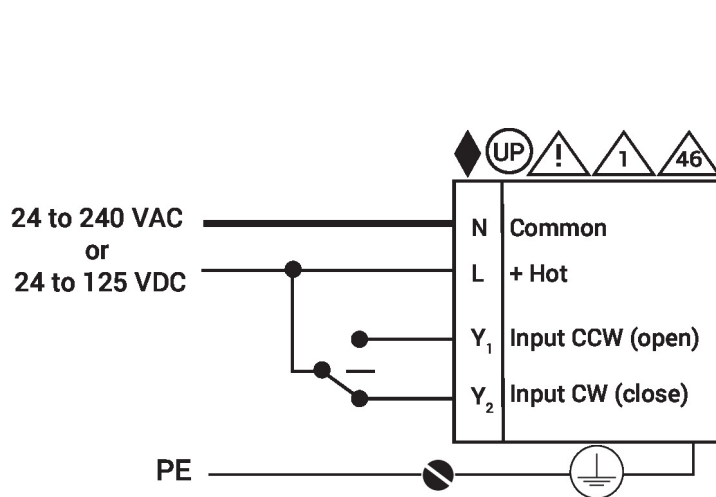 UP ! 1 46
24 to 240 VAC
or
24 to 125 VDC
N Common
L + Hot
Y1 Input CCW (open)
Y2 Input CW (close)
PE